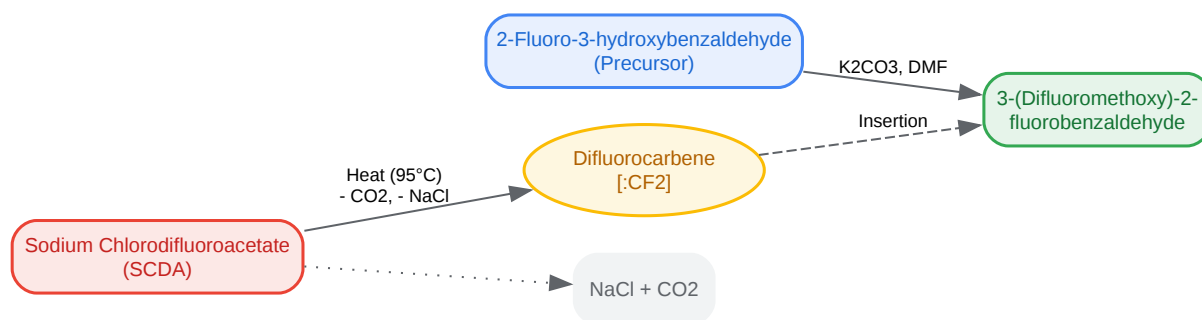 2-Fluoro-3-hydroxybenzaldehyde
(Precursor)
K2CO3, DMF
3-(Difluoromethoxy)-2-
fluorobenzaldehyde
Insertion
Difluorocarbene
[:CF2]
Heat (95°C)
- CO2, - NaCl
Sodium Chlorodifluoroacetate
(SCDA)
NaCl + CO2